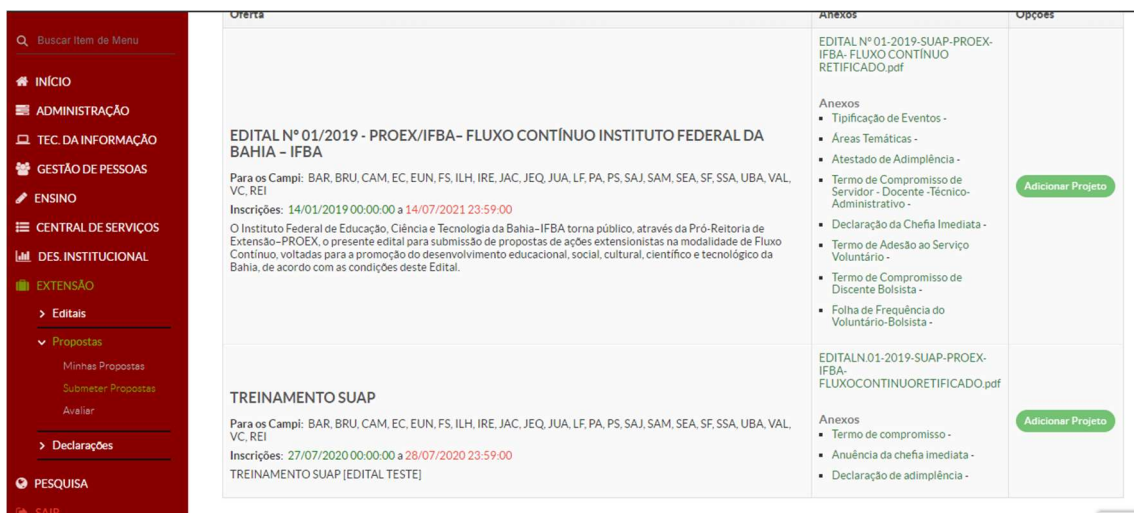 Buscar Item de Menu
INÍCIO
ADMINISTRAÇÃO
TEC. DA INFORMAÇÃO
GESTÃO DE PESSOAS
ENSINO
CENTRAL DE SERVIÇOS
DES. INSTITUCIONAL
EXTENSÃO
Editais
Propostas
Minhas Propostas
Submeter Propostas
Avaliar
Declarações
PESQUISA
SAIR
Oferta
Anexos
Opções
EDITAL Nº 01/2019 - PROEX/IFBA– FLUXO CONTÍNUO INSTITUTO FEDERAL DA
BAHIA – IFBA
Para os Campi: BAR, BRU, CAM, EC, EUN, FS, ILH, IRE, JAC, JEQ, JUA, LF, PA, PS, SAJ, SAM, SEA, SF, SSA, UBA, VAL,
VC, REI
Inscrições: 14/01/2019 00:00:00 a 14/07/2021 23:59:00
O Instituto Federal de Educação, Ciência e Tecnologia da Bahia–IFBA torna público, através da Pró-Reitoria de
Extensão–PROEX, o presente edital para submissão de propostas de ações extensionistas na modalidade de Fluxo
Contínuo, voltadas para a promoção do desenvolvimento educacional, social, cultural, científico e tecnológico da
Bahia, de acordo com as condições deste Edital.
EDITAL Nº 01-2019-SUAP-PROEX-
IFBA- FLUXO CONTÍNUO
RETIFICADO.pdf
Anexos
Tipificação de Eventos -
Áreas Temáticas -
Atestado de Adimplência -
Termo de Compromisso de
Servidor - Docente -Técnico-
Administrativo -
Declaração da Chefia Imediata -
Termo de Adesão ao Serviço
Voluntário -
Termo de Compromisso de
Discente Bolsista -
Folha de Frequência do
Voluntário-Bolsista -
Adicionar Projeto
TREINAMENTO SUAP
Para os Campi: BAR, BRU, CAM, EC, EUN, FS, ILH, IRE, JAC, JEQ, JUA, LF, PA, PS, SAJ, SAM, SEA, SF, SSA, UBA, VAL,
VC, REI
Inscrições: 27/07/2020 00:00:00 a 28/07/2020 23:59:00
TREINAMENTO SUAP [EDITAL TESTE]
EDITALN.01-2019-SUAP-PROEX-
IFBA-
FLUXOCONTINUORETIFICADO.pdf
Anexos
Termo de compromisso -
Anuência da chefia imediata -
Declaração de adimplência -
Adicionar Projeto